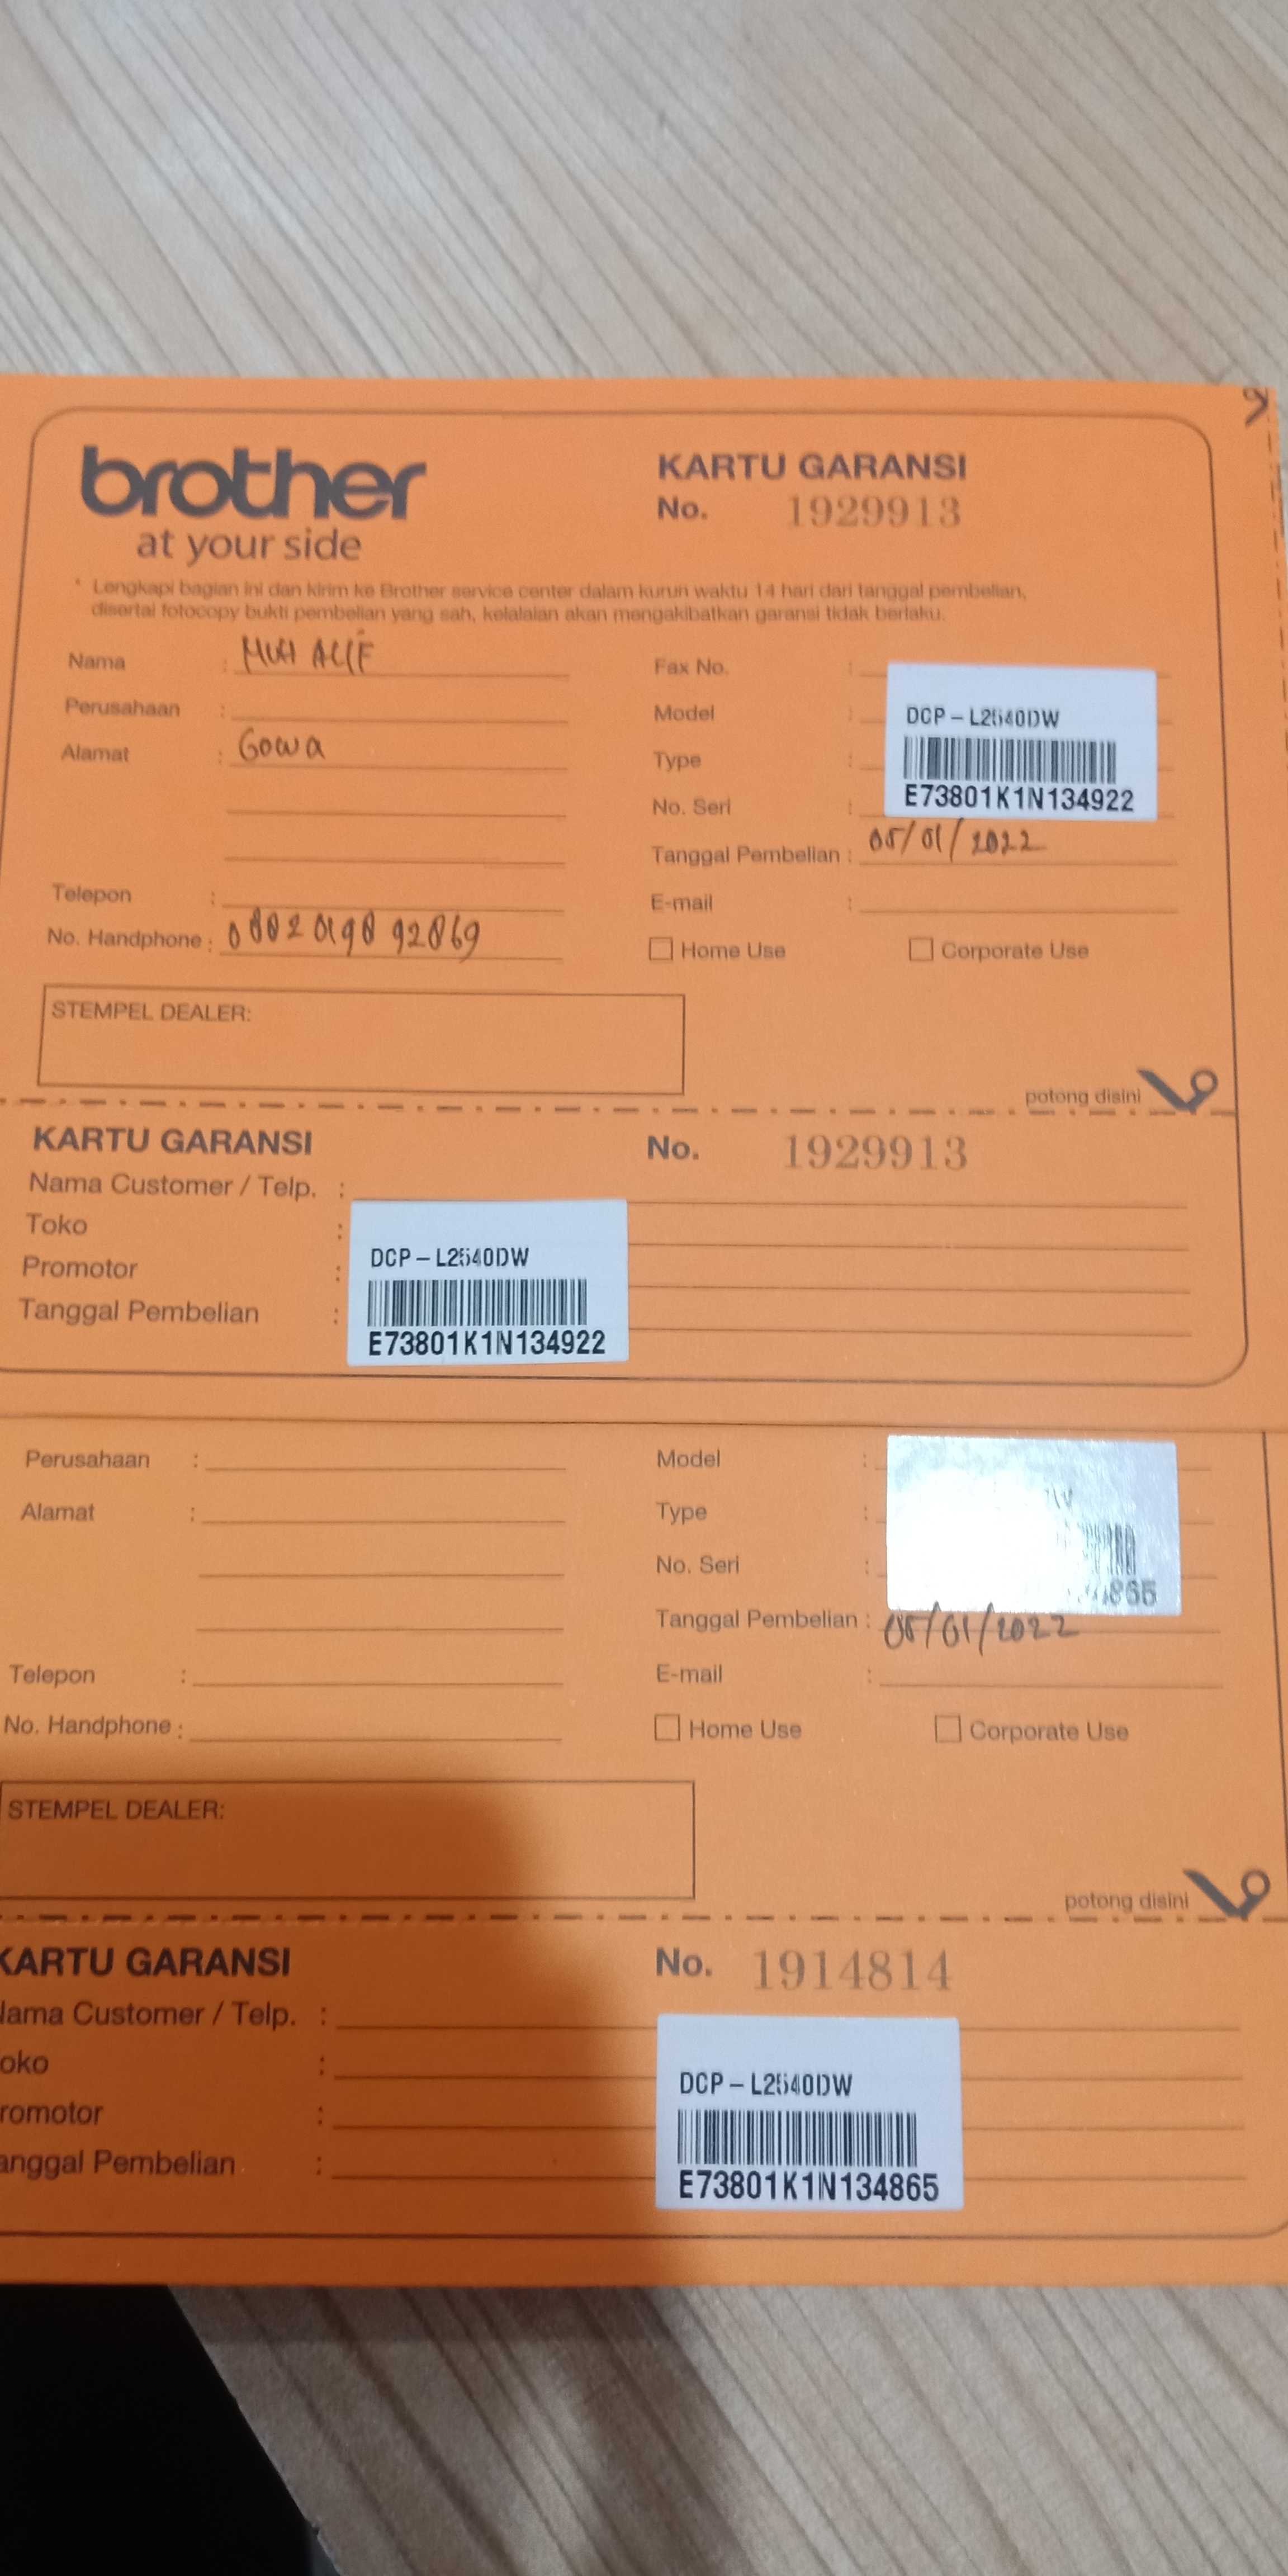 brother
at your side
KARTU GARANSI
No. 1929913
* Lengkapi bagian ini dan kirim ke Brother service center dalam kurun waktu 14 hari dari tanggal pembelian,
disertai fotocopy bukti pembelian yang sah, kelalaian akan mengakibatkan garansi tidak berlaku.
Nama : MUH ALIF
Perusahaan :
Alamat : Gowa
Telepon :
No. Handphone :
Fax No. :
Model :
Type :
No. Seri :
DCP-L2540DW
E73801K1N134922
Tanggal Pembelian : 05/01/2022
E-mail :
Home Use Corporate Use
STEMPEL DEALER:
potong disini
KARTU GARANSI No. 1929913
Nama Customer / Telp. :
Toko :
Promotor :
Tanggal Pembelian :
DCP-L2540DW
E73801K1N134922
Perusahaan :
Alamat :
Telepon :
No. Handphone :
Model :
Type :
No. Seri :
Tanggal Pembelian : 05/01/2022
E-mail :
Home Use Corporate Use
STEMPEL DEALER:
potong disini
KARTU GARANSI No. 1914814
Nama Customer / Telp. :
Toko :
Promotor :
Tanggal Pembelian :
DCP-L2540DW
E73801K1N134865